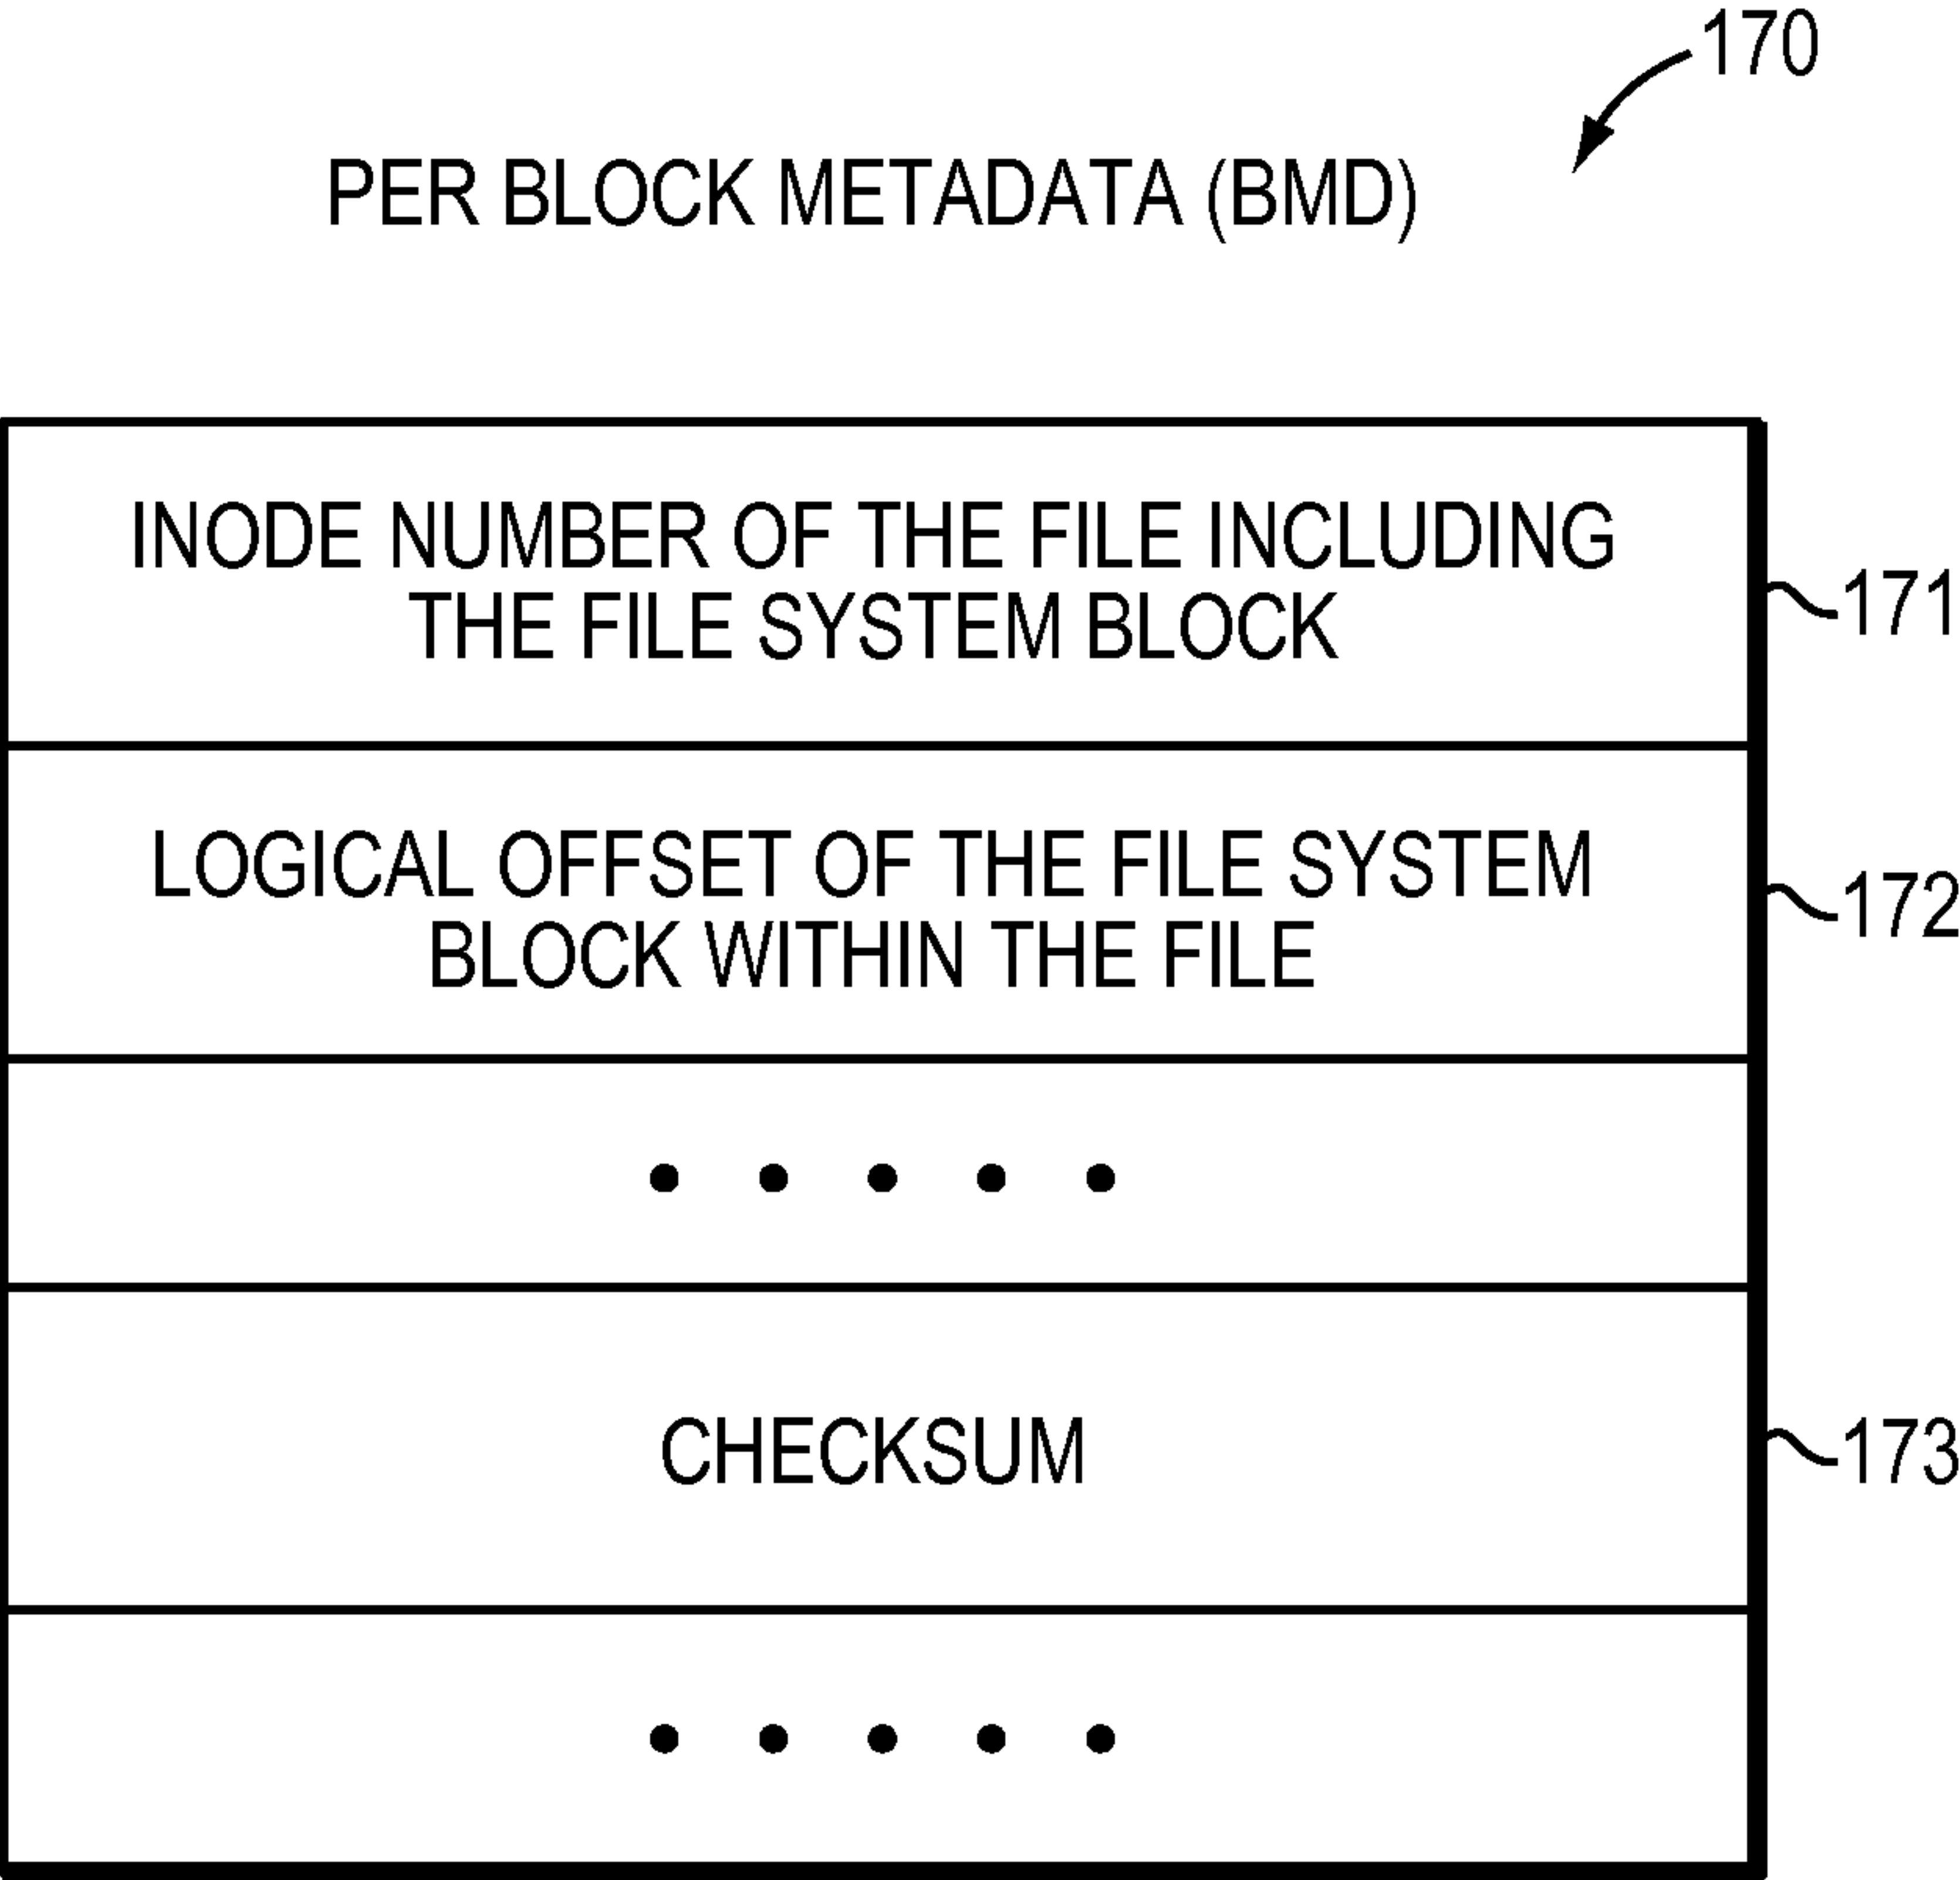 170
PER BLOCK METADATA (BMD)
INODE NUMBER OF THE FILE INCLUDING
THE FILE SYSTEM BLOCK
171
LOGICAL OFFSET OF THE FILE SYSTEM
BLOCK WITHIN THE FILE
172
• • • • •
CHECKSUM
173
• • • • •